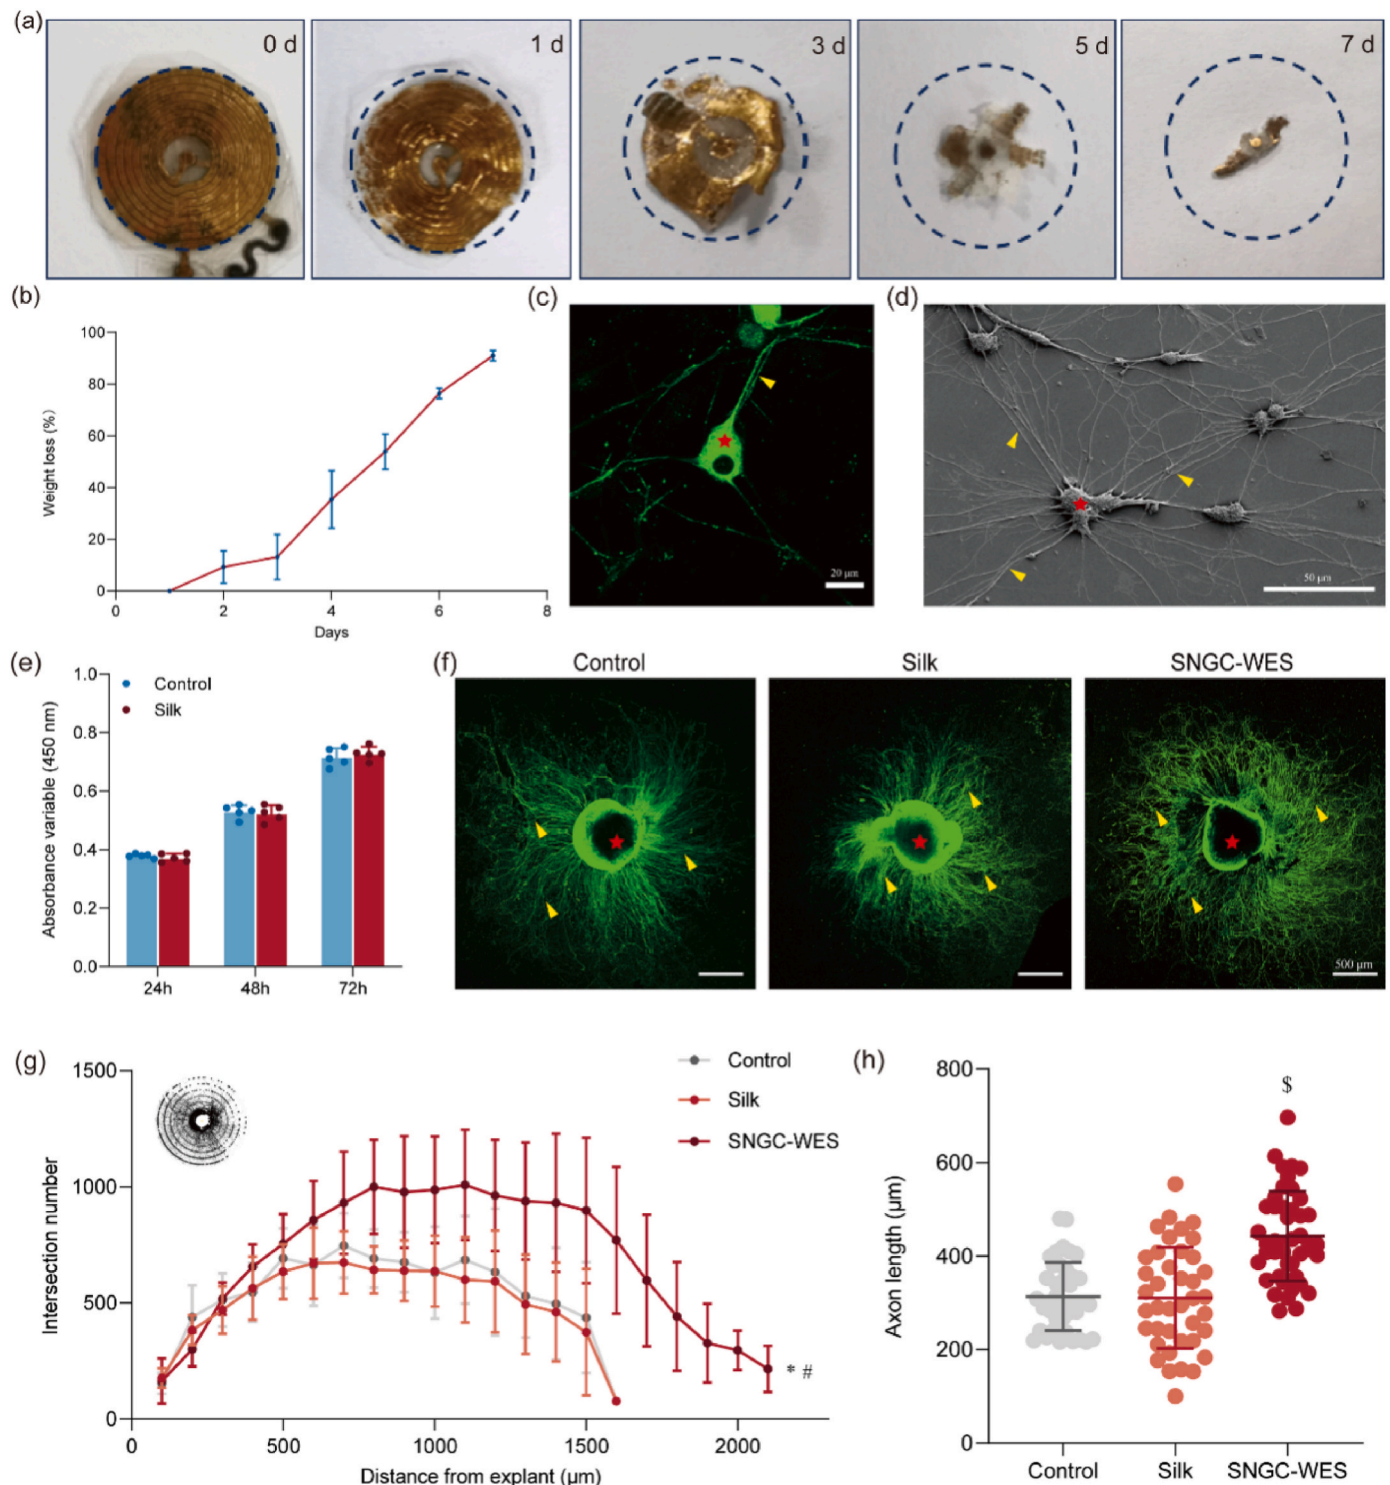 (a)
0 d
1 d
3 d
5 d
7 d
(b)
100
80
60
40
20
0
Weight loss (%)
0
2
4
6
8
Days
(c)
20 μm
(d)
50 μm
(e)
1.0
0.8
0.6
0.4
0.2
0.0
Absorbance variable (450 nm)
Control
Silk
24h
48h
72h
(f)
Control
Silk
SNGC-WES
500 μm
(g)
1500
1000
500
0
Intersection number
Control
Silk
SNGC-WES
* #
0
500
1000
1500
2000
Distance from explant (μm)
(h)
800
600
400
200
0
Axon length (μm)
$
Control
Silk
SNGC-WES